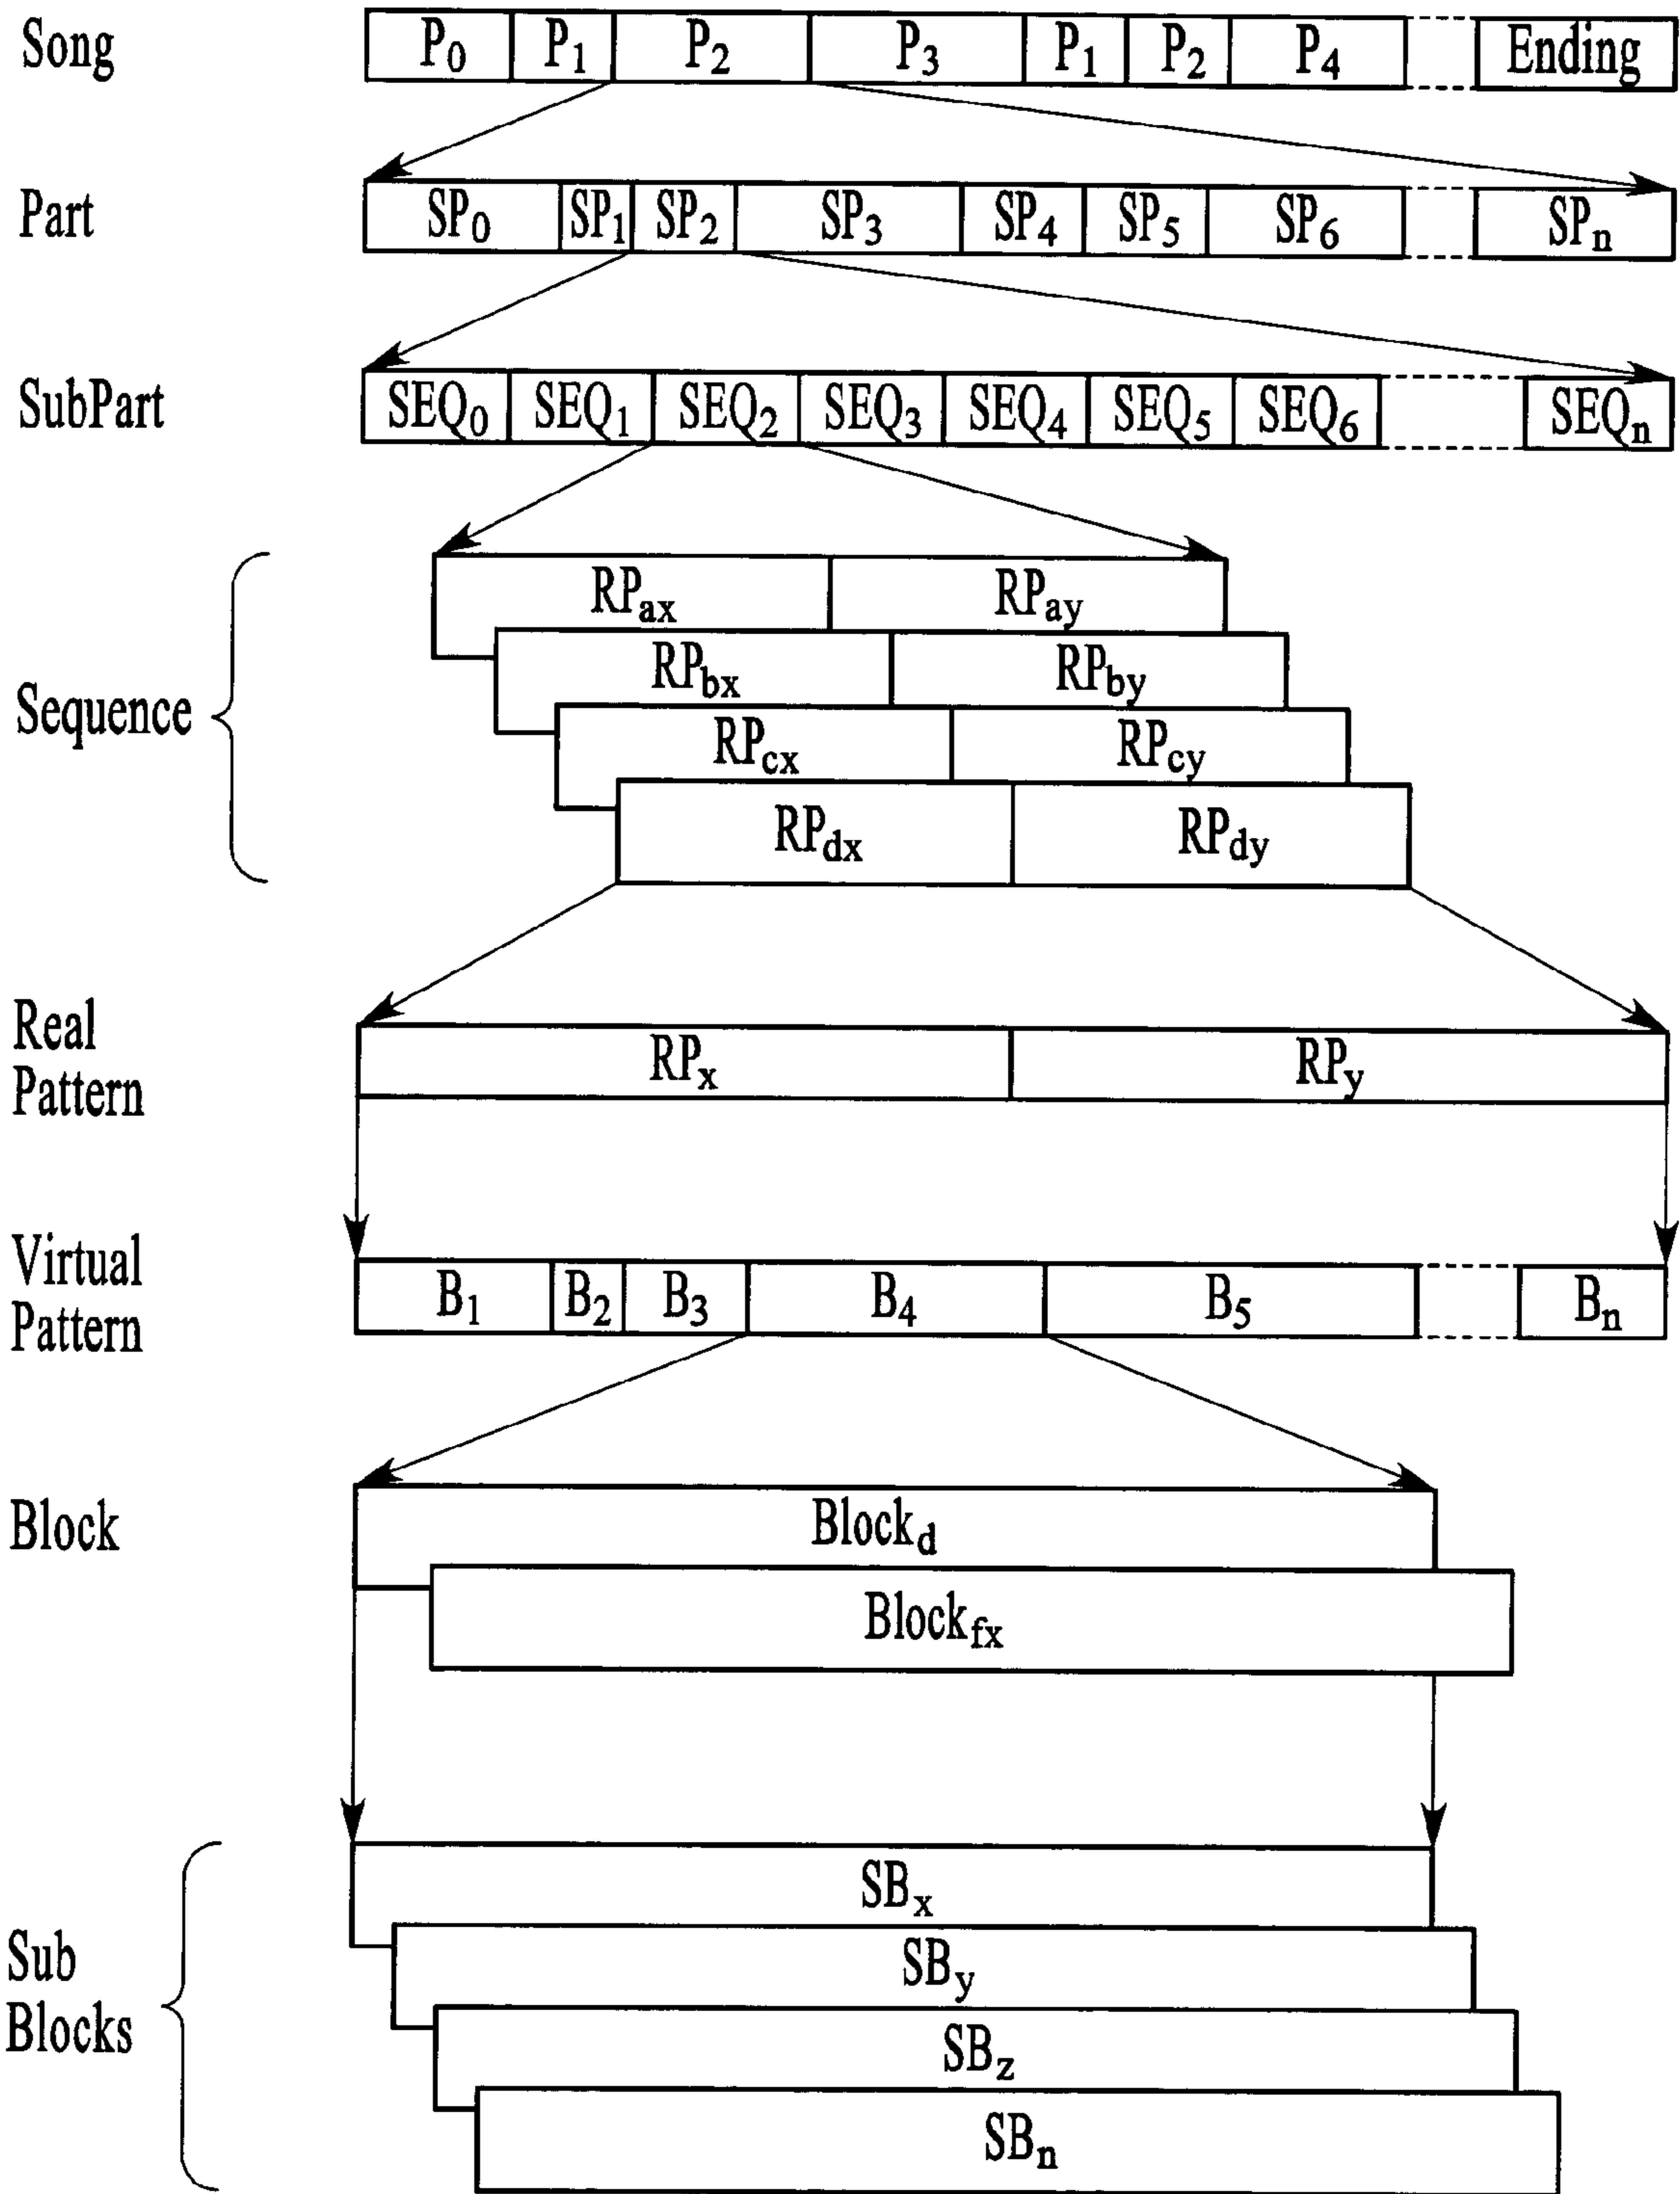 Song P₀ P₁ P₂ P₃ P₁ P₂ P₄ Ending
Part SP₀ SP₁ SP₂ SP₃ SP₄ SP₅ SP₆ SPₙ
SubPart SEQ₀ SEQ₁ SEQ₂ SEQ₃ SEQ₄ SEQ₅ SEQ₆ SEQₙ
Sequence
RPax RPay
RPbx RPby
RPcx RPcy
RPdx RPdy
Real
Pattern
RPx RPy
Virtual
Pattern
B₁ B₂ B₃ B₄ B₅ Bₙ
Block
Blockd
Blockfx
Sub
Blocks
SBx
SBy
SBz
SBn